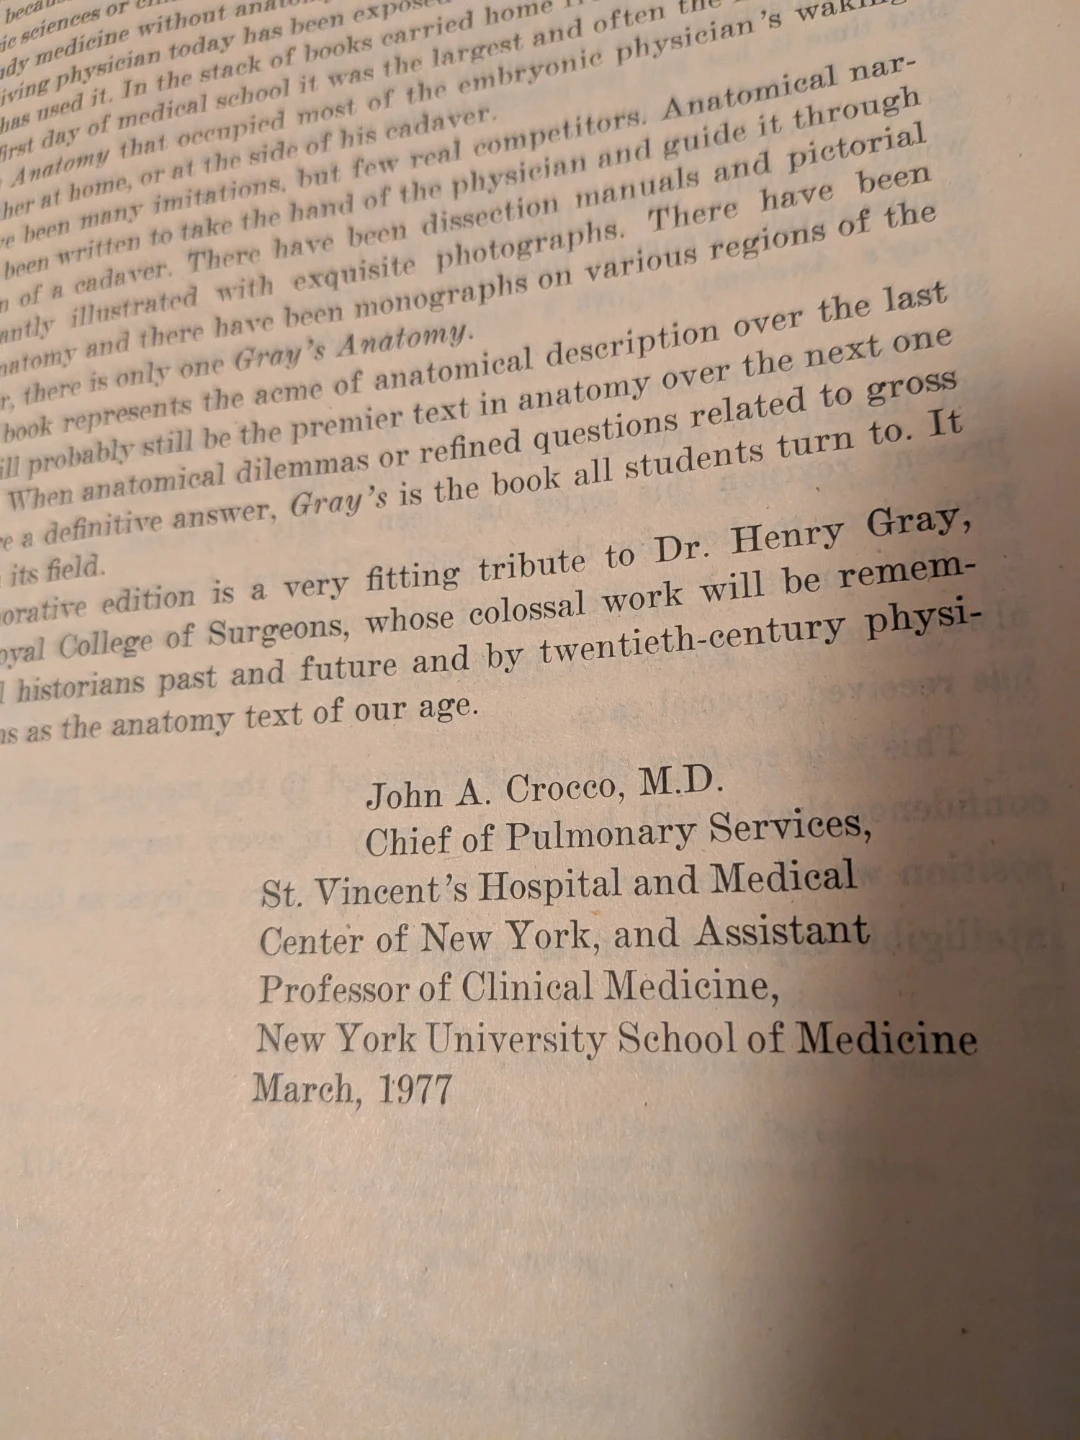 ic sciences or
dy medicine without
iving physician today has been
has used it. In the stack of books carried home
first day of medical school it was the largest and often the
Anatomy that occupied most of the embryonic physician's
her at home, or at the side of his cadaver.
ve been many imitations, but few real competitors. Anatomical nar-
been written to take the hand of the physician and guide it through
n of a cadaver. There have been dissection manuals and pictorial
antly illustrated with exquisite photographs. There have been
natomy and there have been monographs on various regions of the
r, there is only one Gray's Anatomy.
book represents the acme of anatomical description over the last
ill probably still be the premier text in anatomy over the next one
When anatomical dilemmas or refined questions related to gross
re a definitive answer, Gray's is the book all students turn to. It
its field.
orative edition is a very fitting tribute to Dr. Henry Gray,
oyal College of Surgeons, whose colossal work will be remem-
l historians past and future and by twentieth-century physi-
ns as the anatomy text of our age.
John A. Crocco, M.D.
Chief of Pulmonary Services,
St. Vincent's Hospital and Medical
Center of New York, and Assistant
Professor of Clinical Medicine,
New York University School of Medicine
March, 1977